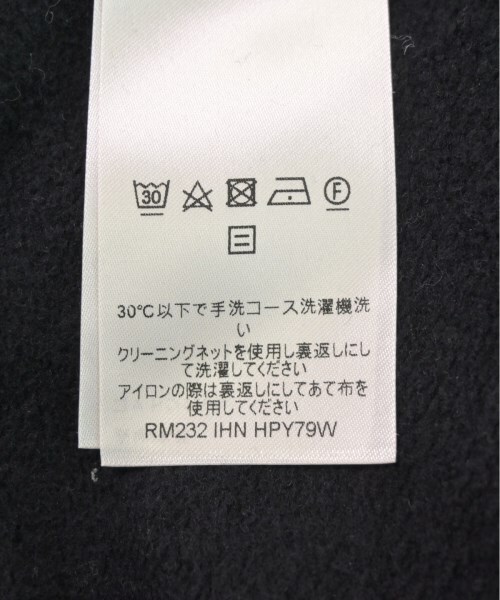 30 F
30℃以下で手洗コース洗濯機洗
い
クリーニングネットを使用し裏返しにし
て洗濯してください
アイロンの際は裏返しにしてあて布を
使用してください
RM232 IHN HPY79W